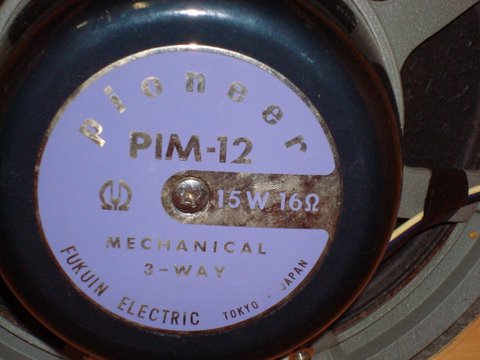 pioneer
PIM-12
15W 16Ω
MECHANICAL
3-WAY
FUKUIN ELECTRIC TOKYO - JAPAN